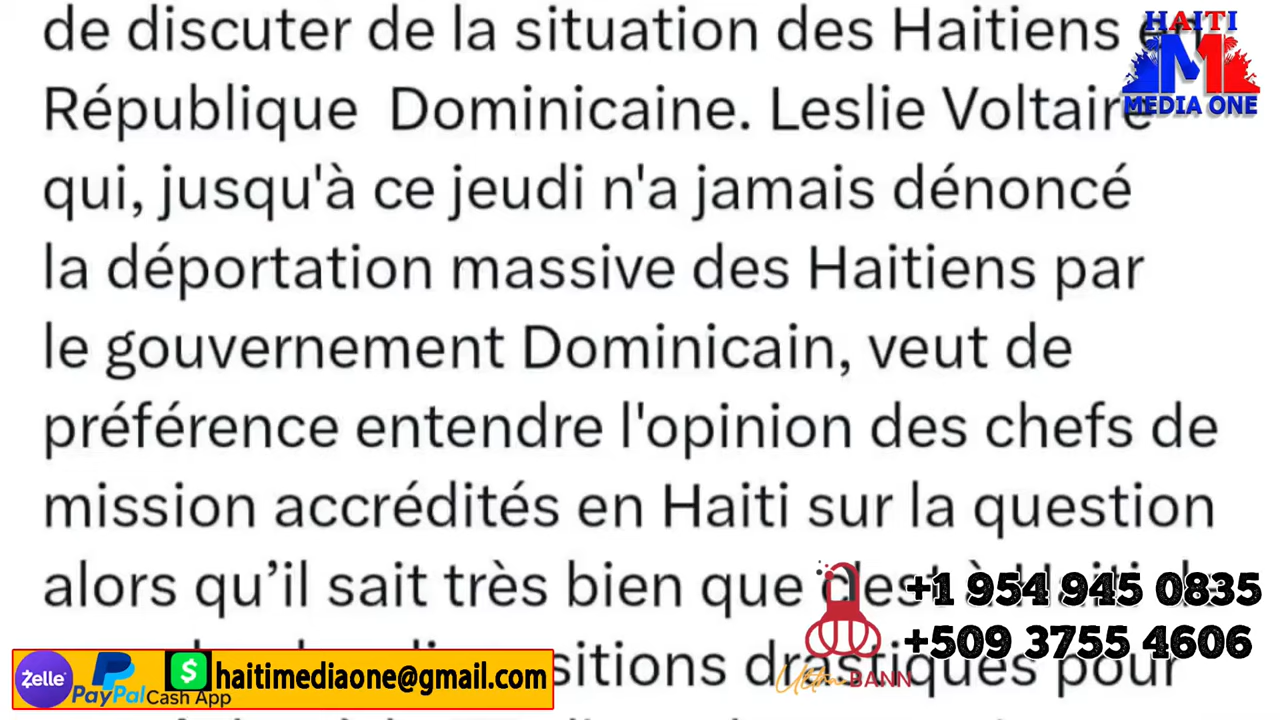 de discuter de la situation des Haitiens
République Dominicaine. Leslie Voltaire
qui, jusqu'à ce jeudi n'a jamais dénoncé
la déportation massive des Haitiens par
le gouvernement Dominicain, veut de
préférence entendre l'opinion des chefs de
mission accrédités en Haiti sur la question
alors qu’il sait très bien que
drastiques pour
HAITI
M
MEDIA ONE
+1 954 945 0835
+509 3755 4606
BANN
Zelle
PayPal
Cash App
$
haitimediaone@gmail.com